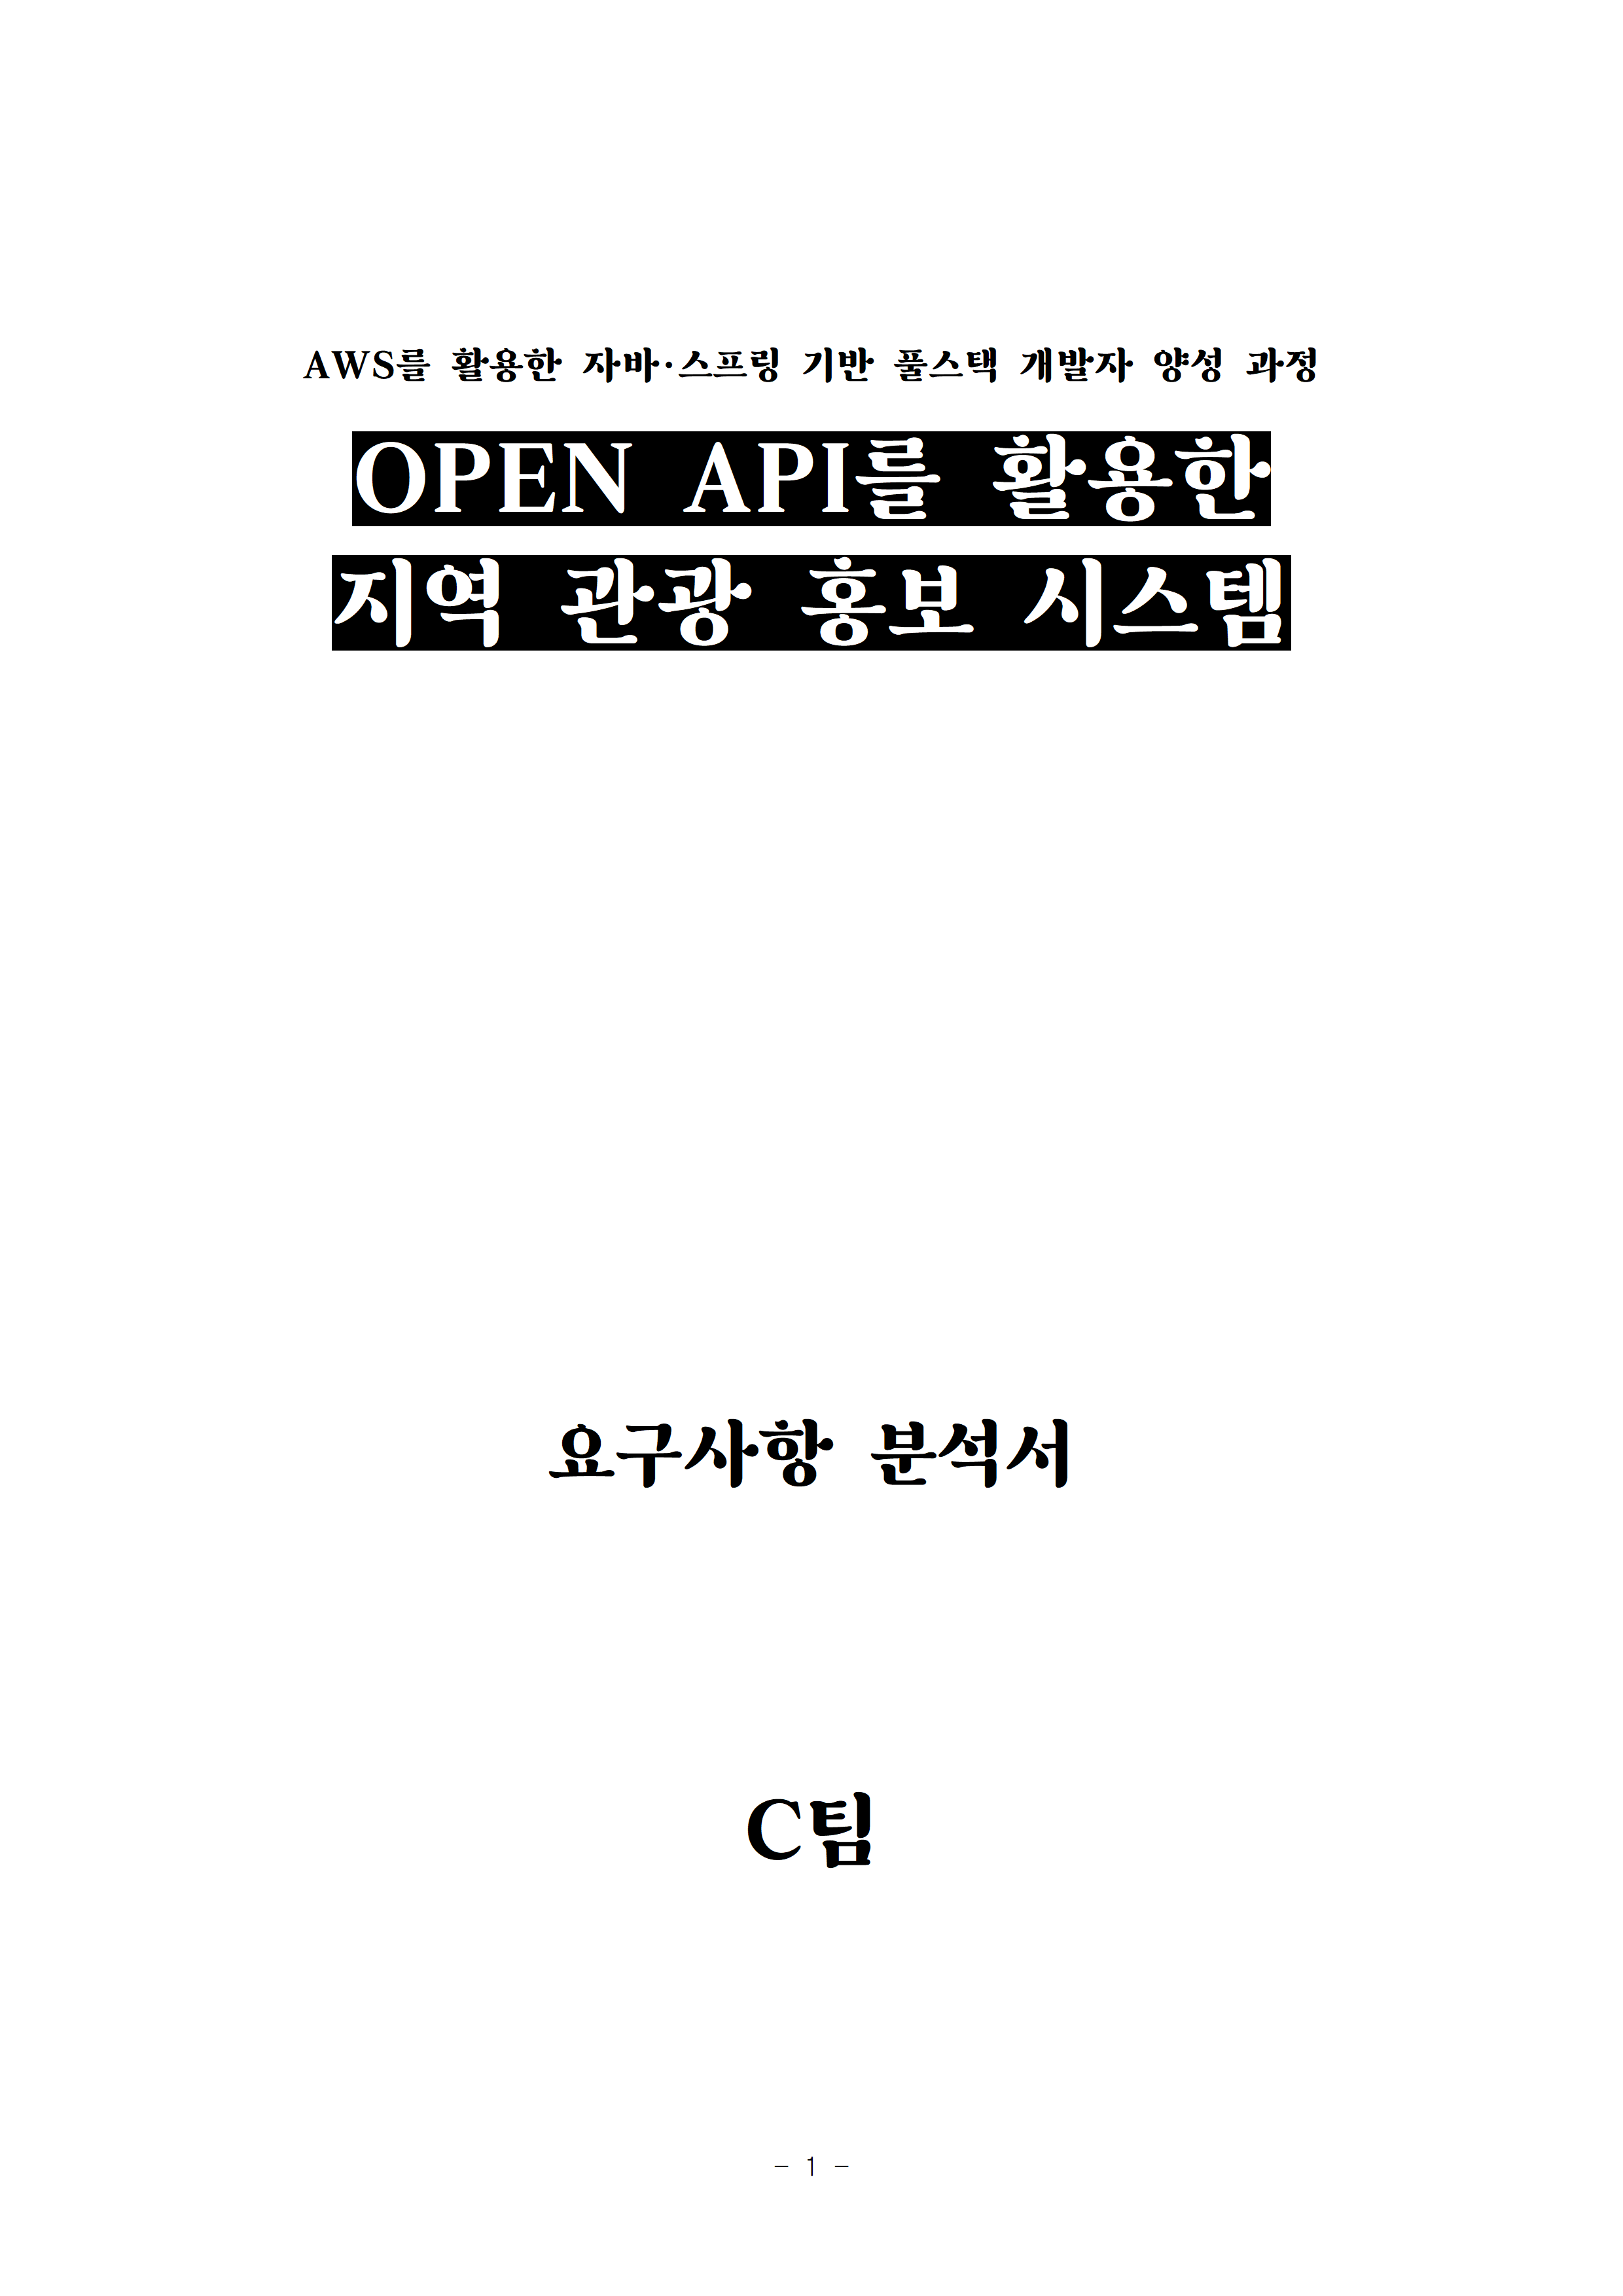 AWS를 활용한 자바·스프링 기반 풀스택 개발자 양성 과정
OPEN API를 활용한
지역 관광 홍보 시스템
요구사항 분석서
C팀
- 1 -